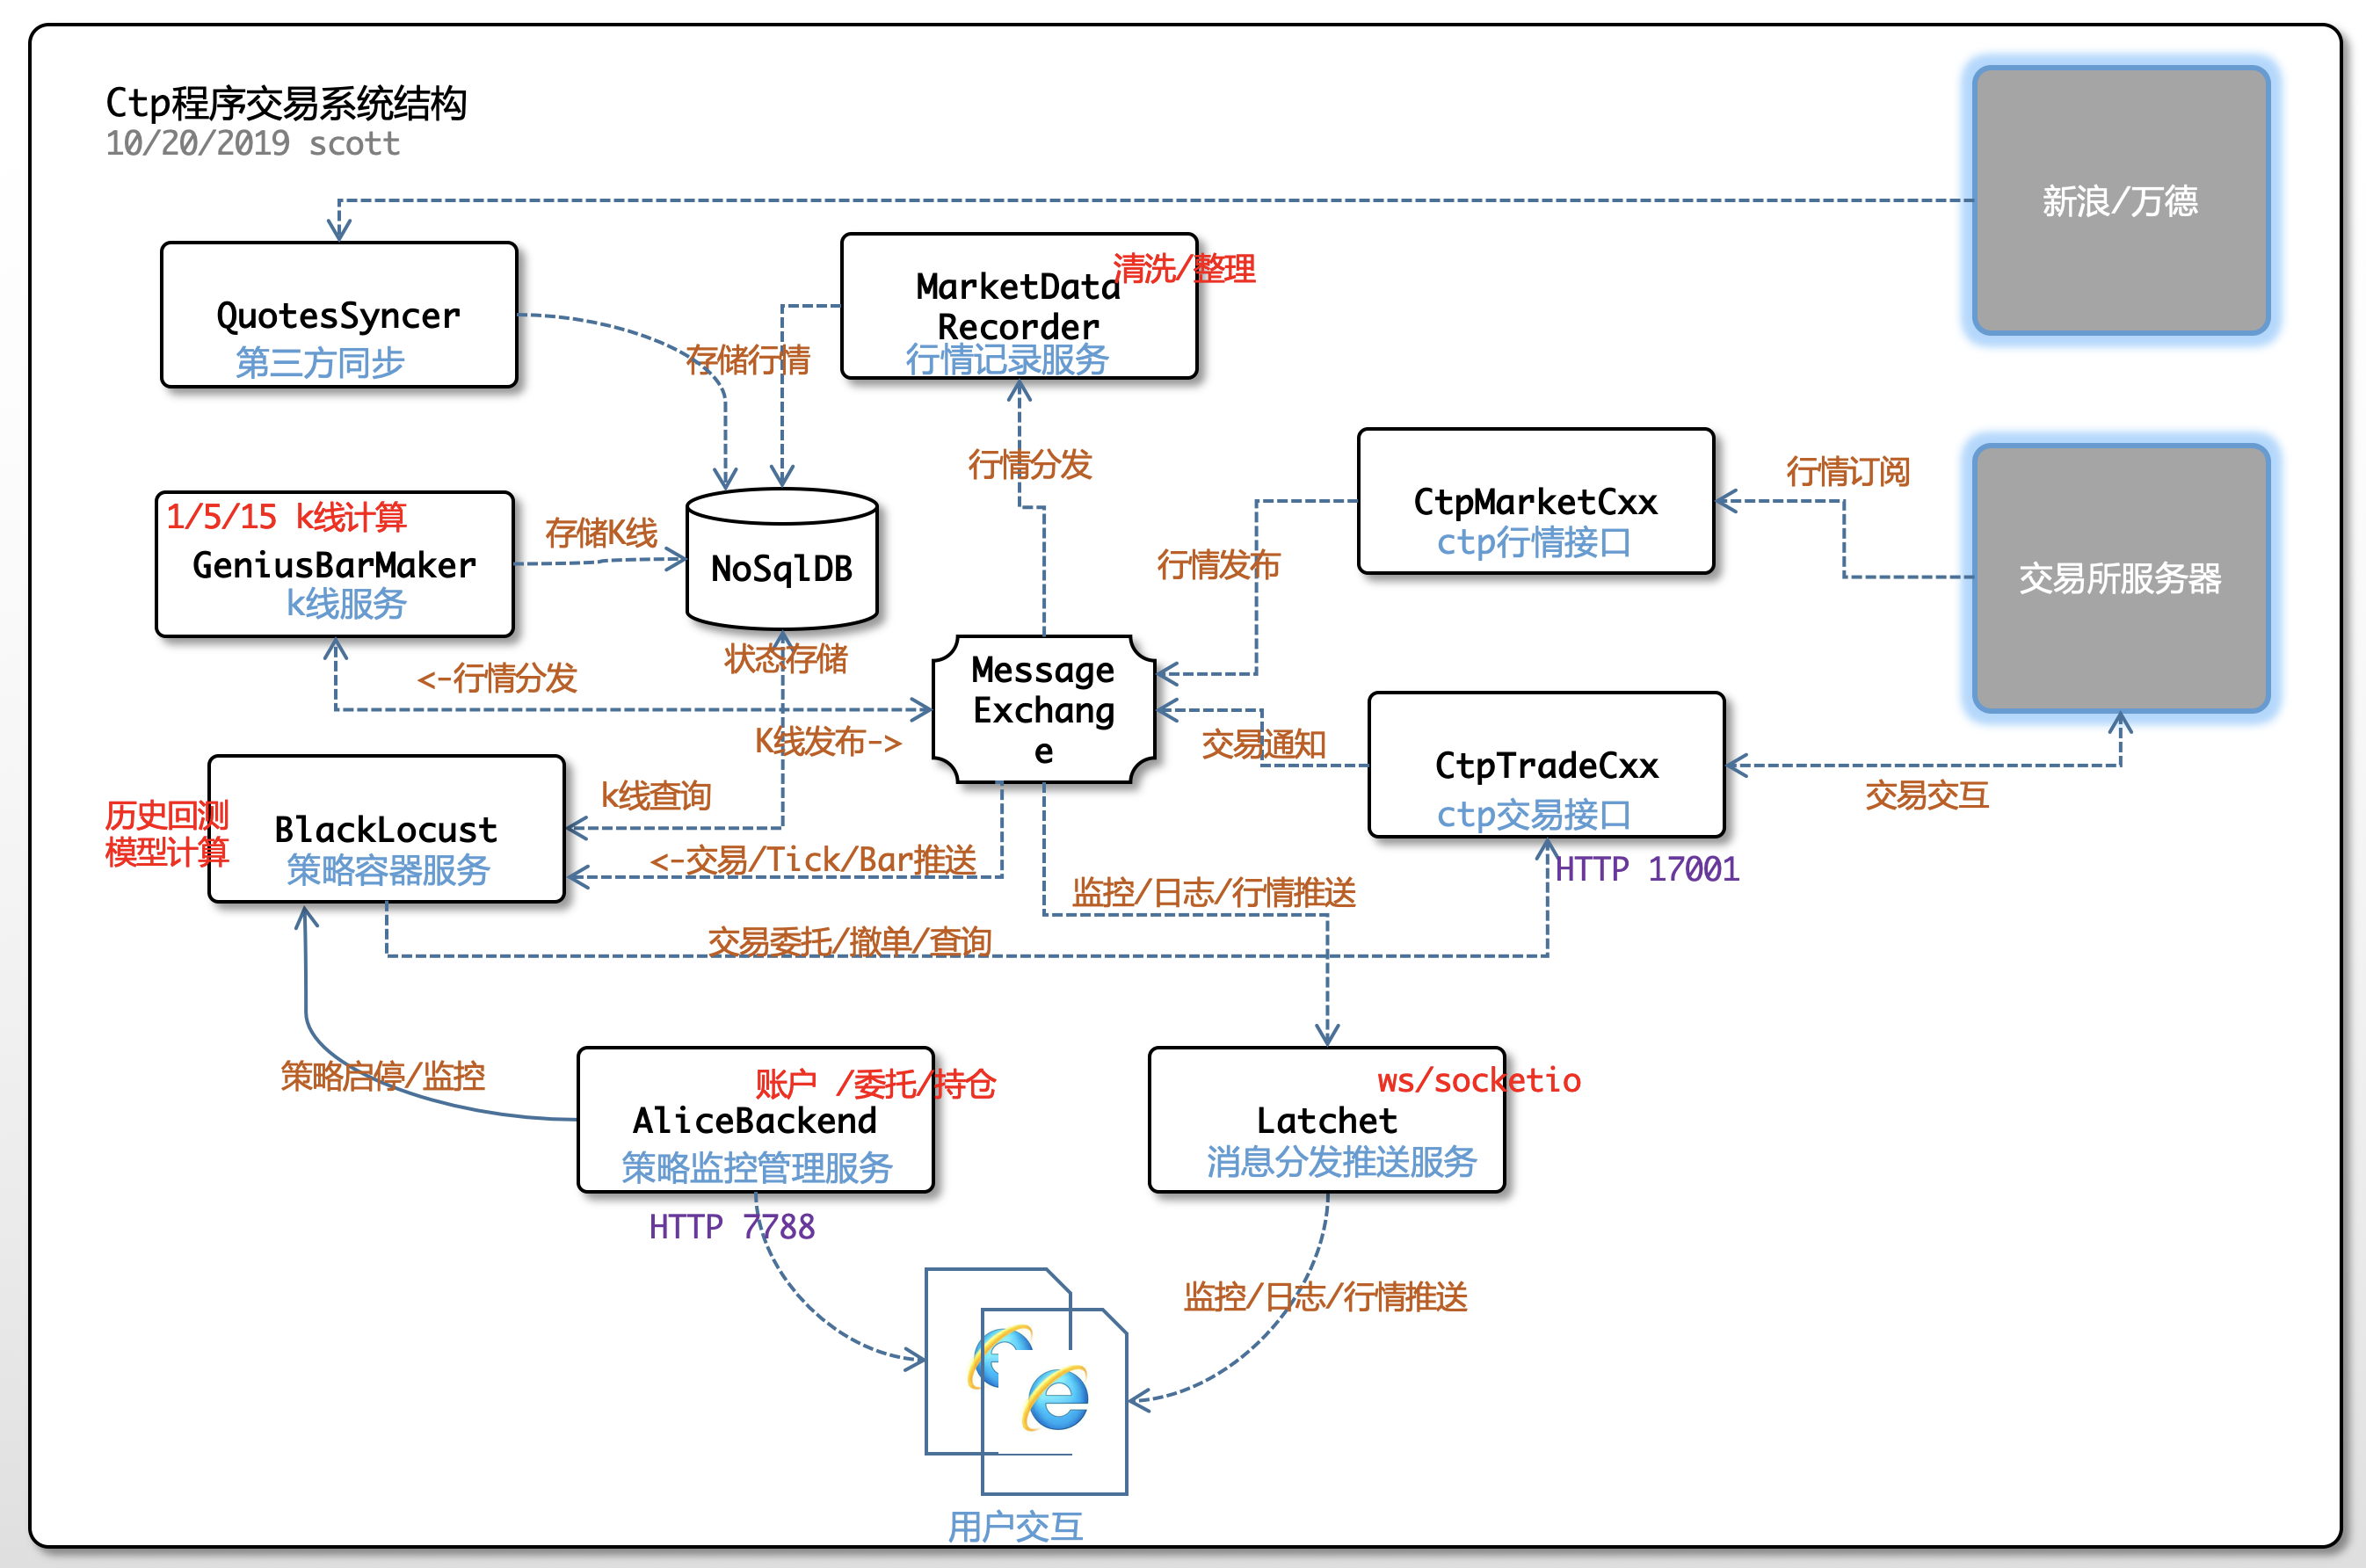 Ctp程序交易系统结构
10/20/2019 scott
新浪/万德
QuotesSyncer
第三方同步
清洗/整理
MarketData
Recorder
行情记录服务
存储行情
行情分发
CtpMarketCxx
ctp行情接口
行情订阅
交易所服务器
1/5/15 k线计算
GeniusBarMaker
k线服务
存储K线
NoSqlDB
行情发布
状态存储
<-行情分发
K线发布->
Message
Exchang
e
交易通知
CtpTradeCxx
ctp交易接口
交易交互
HTTP 17001
历史回测
模型计算
BlackLocust
策略容器服务
k线查询
<-交易/Tick/Bar推送
监控/日志/行情推送
交易委托/撤单/查询
策略启停/监控
账户 /委托/持仓
AliceBackend
策略监控管理服务
HTTP 7788
ws/socketio
Latchet
消息分发推送服务
监控/日志/行情推送
用户交互